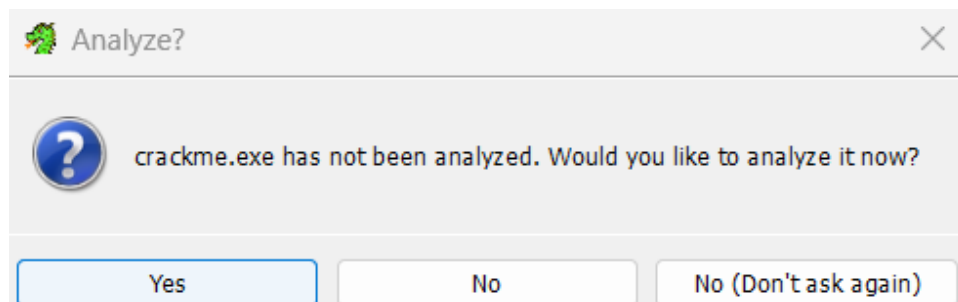 Analyze?
crackme.exe has not been analyzed. Would you like to analyze it now?
Yes No No (Don't ask again)